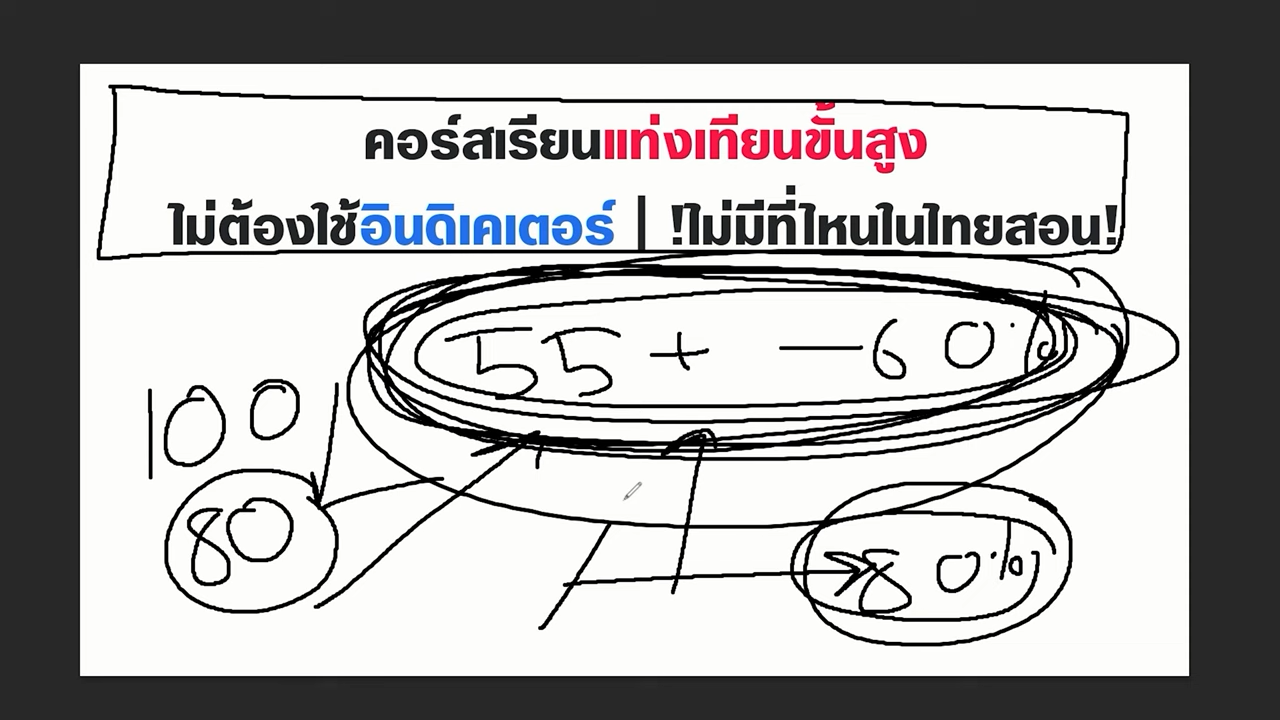 คอร์สเรียนแท่งเทียนขั้นสูง
ไม่ต้องใช้อินดิเคเตอร์ | !ไม่มีที่ไหนในไทยสอน!
55 + — 60%
100
80
80%